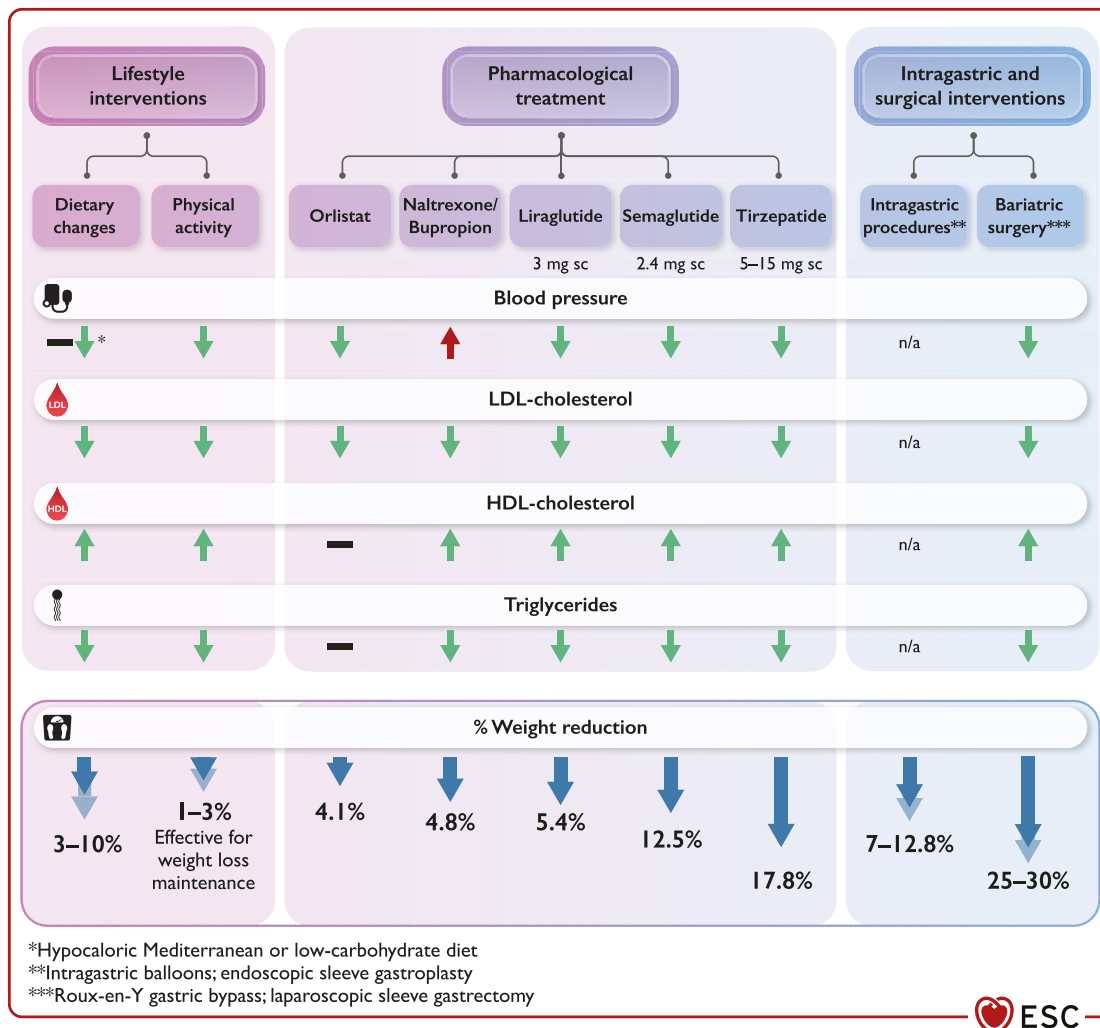 Lifestyle
interventions
Pharmacological
treatment
Intragastric and
surgical interventions
Dietary
changes
Physical
activity
Orlistat
Naltrexone/
Bupropion
Liraglutide
Semaglutide
Tirzepatide
Intragastric
procedures**
Bariatric
surgery***
3 mg sc
2.4 mg sc
5–15 mg sc
Blood pressure
*
n/a
LDL
LDL-cholesterol
n/a
HDL
HDL-cholesterol
n/a
Triglycerides
n/a
% Weight reduction
3–10%
1–3%
Effective for
weight loss
maintenance
4.1%
4.8%
5.4%
12.5%
17.8%
7–12.8%
25–30%
*Hypocaloric Mediterranean or low-carbohydrate diet
**Intragastric balloons; endoscopic sleeve gastroplasty
***Roux-en-Y gastric bypass; laparoscopic sleeve gastrectomy
ESC